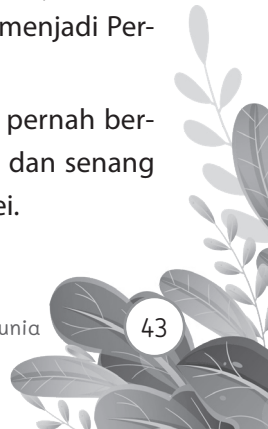 menjadi Per-
pernah ber-
dan senang
ei.
unia
43